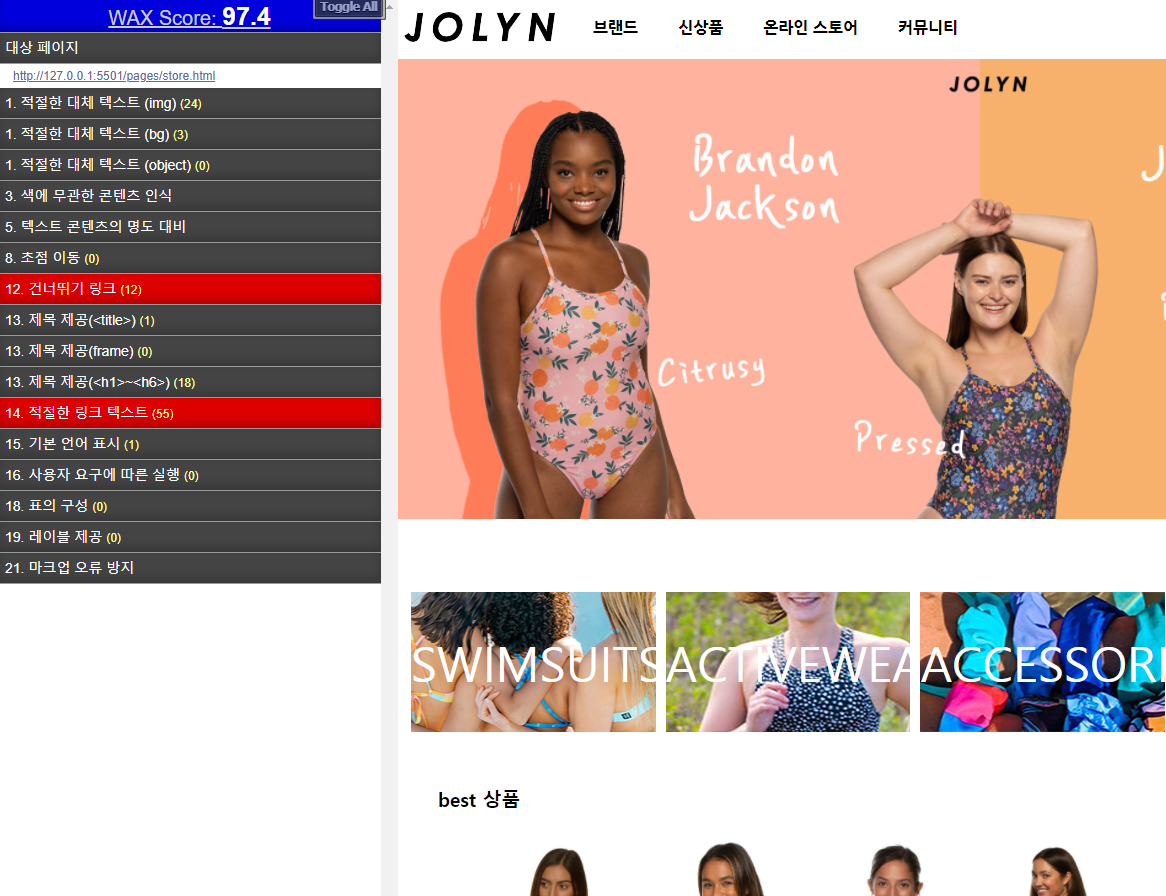 WAX Score: 97.4
Toggle All
대상 페이지
http://127.0.0.1:5501/pages/store.html
1. 적절한 대체 텍스트 (img) (24)
1. 적절한 대체 텍스트 (bg) (3)
1. 적절한 대체 텍스트 (object) (0)
3. 색에 무관한 콘텐츠 인식
5. 텍스트 콘텐츠의 명도 대비
8. 초점 이동 (0)
12. 건너뛰기 링크 (12)
13. 제목 제공(<title>) (1)
13. 제목 제공(frame) (0)
13. 제목 제공(<h1>~<h6>) (18)
14. 적절한 링크 텍스트 (55)
15. 기본 언어 표시 (1)
16. 사용자 요구에 따른 실행 (0)
18. 표의 구성 (0)
19. 레이블 제공 (0)
21. 마크업 오류 방지
JOLYN
브랜드 신상품 온라인 스토어 커뮤니티
JOLYN
Brandon
Jackson
Citrusy
Pressed
SWIMSUITS
ACTIVEWEA
ACCESSOR
best 상품